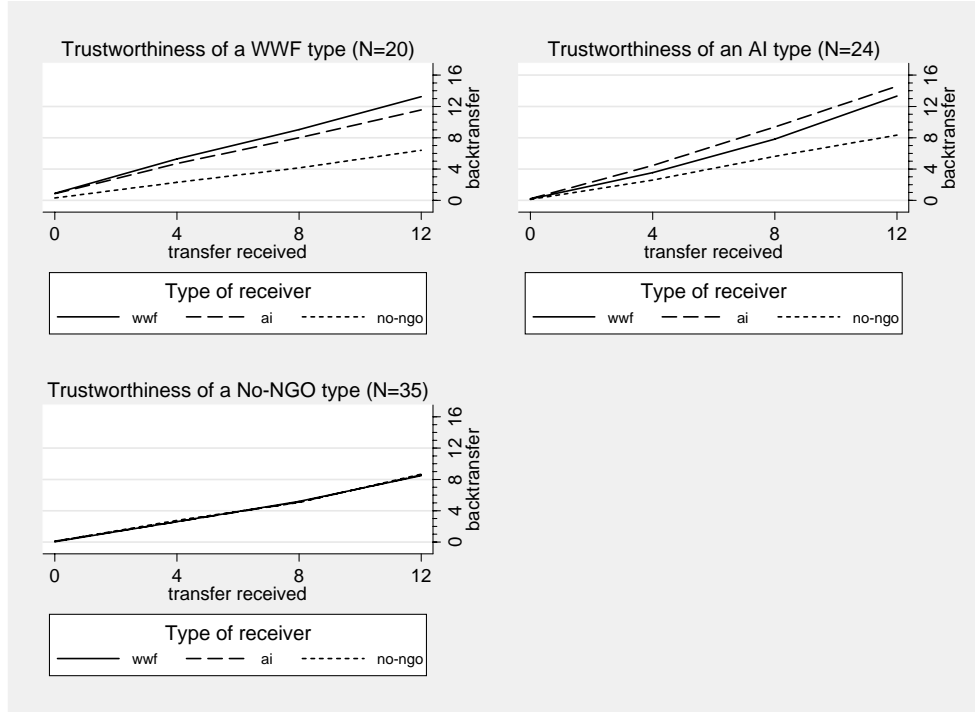 Trustworthiness of a WWF type (N=20)
0 4 8 12 16
backtransfer
0 4 8 12
transfer received
Type of receiver
wwf ai no-ngo
Trustworthiness of an AI type (N=24)
0 4 8 12 16
backtransfer
0 4 8 12
transfer received
Type of receiver
wwf ai no-ngo
Trustworthiness of a No-NGO type (N=35)
0 4 8 12 16
backtransfer
0 4 8 12
transfer received
Type of receiver
wwf ai no-ngo